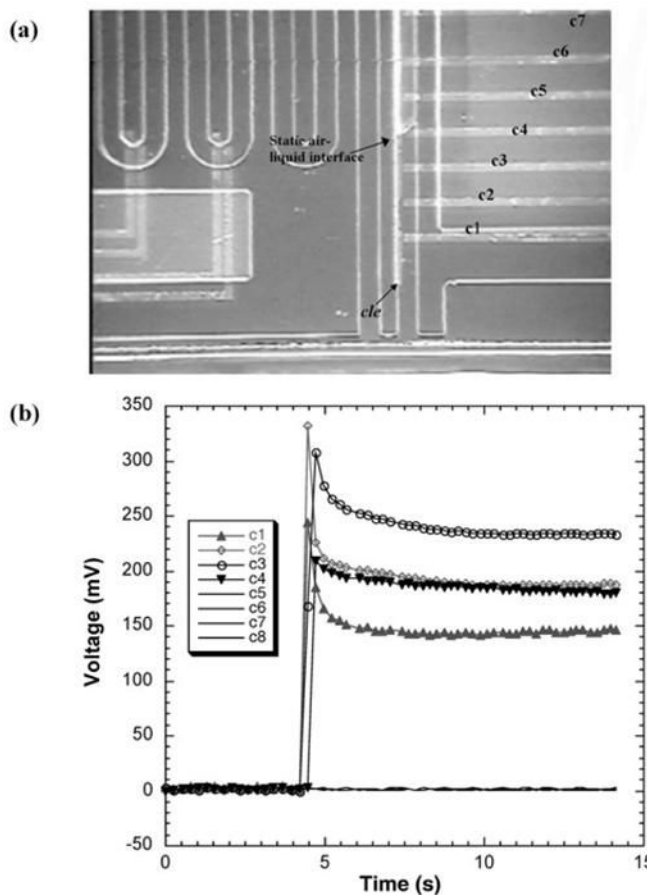 (a)
c7
c6
c5
Static air-
liquid interface
c4
c3
c2
c1
cle
(b)
350
300
250
200
150
100
50
0
-50
Voltage (mV)
c1
c2
c3
c4
c5
c6
c7
c8
0
5
10
15
Time (s)